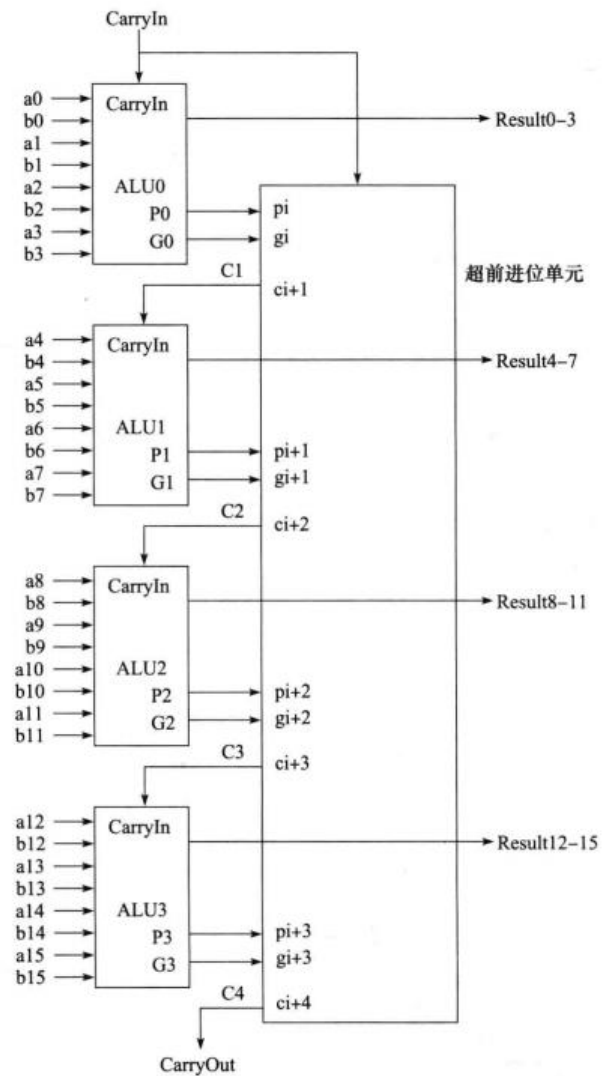 CarryIn
a0
CarryIn
b0
Result0–3
a1
b1
ALU0
a2
b2
P0
pi
a3
G0
gi
b3
C1
ci+1
超前进位单元
a4
CarryIn
b4
Result4–7
a5
b5
ALU1
a6
b6
P1
pi+1
a7
G1
gi+1
b7
C2
ci+2
a8
CarryIn
b8
Result8–11
a9
b9
ALU2
a10
b10
P2
pi+2
a11
G2
gi+2
b11
C3
ci+3
a12
CarryIn
b12
Result12–15
a13
b13
ALU3
a14
b14
P3
pi+3
a15
G3
gi+3
b15
C4
ci+4
CarryOut